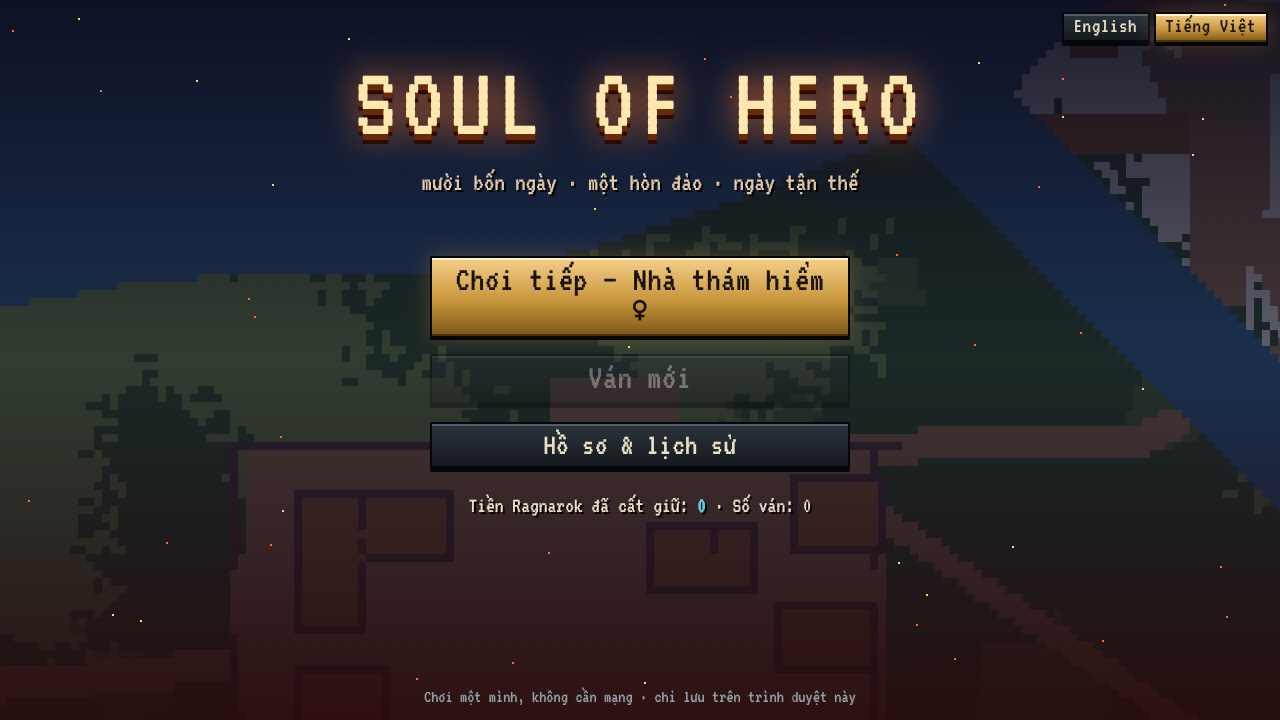 English
Tiếng Việt
SOUL OF HERO
mười bốn ngày · một hòn đảo · ngày tận thế
Chơi tiếp – Nhà thám hiểm
♀
Ván mới
Hồ sơ & lịch sử
Tiền Ragnarok đã cất giữ: 0 · Số ván: 0
Chơi một mình, không cần mạng · chỉ lưu trên trình duyệt này